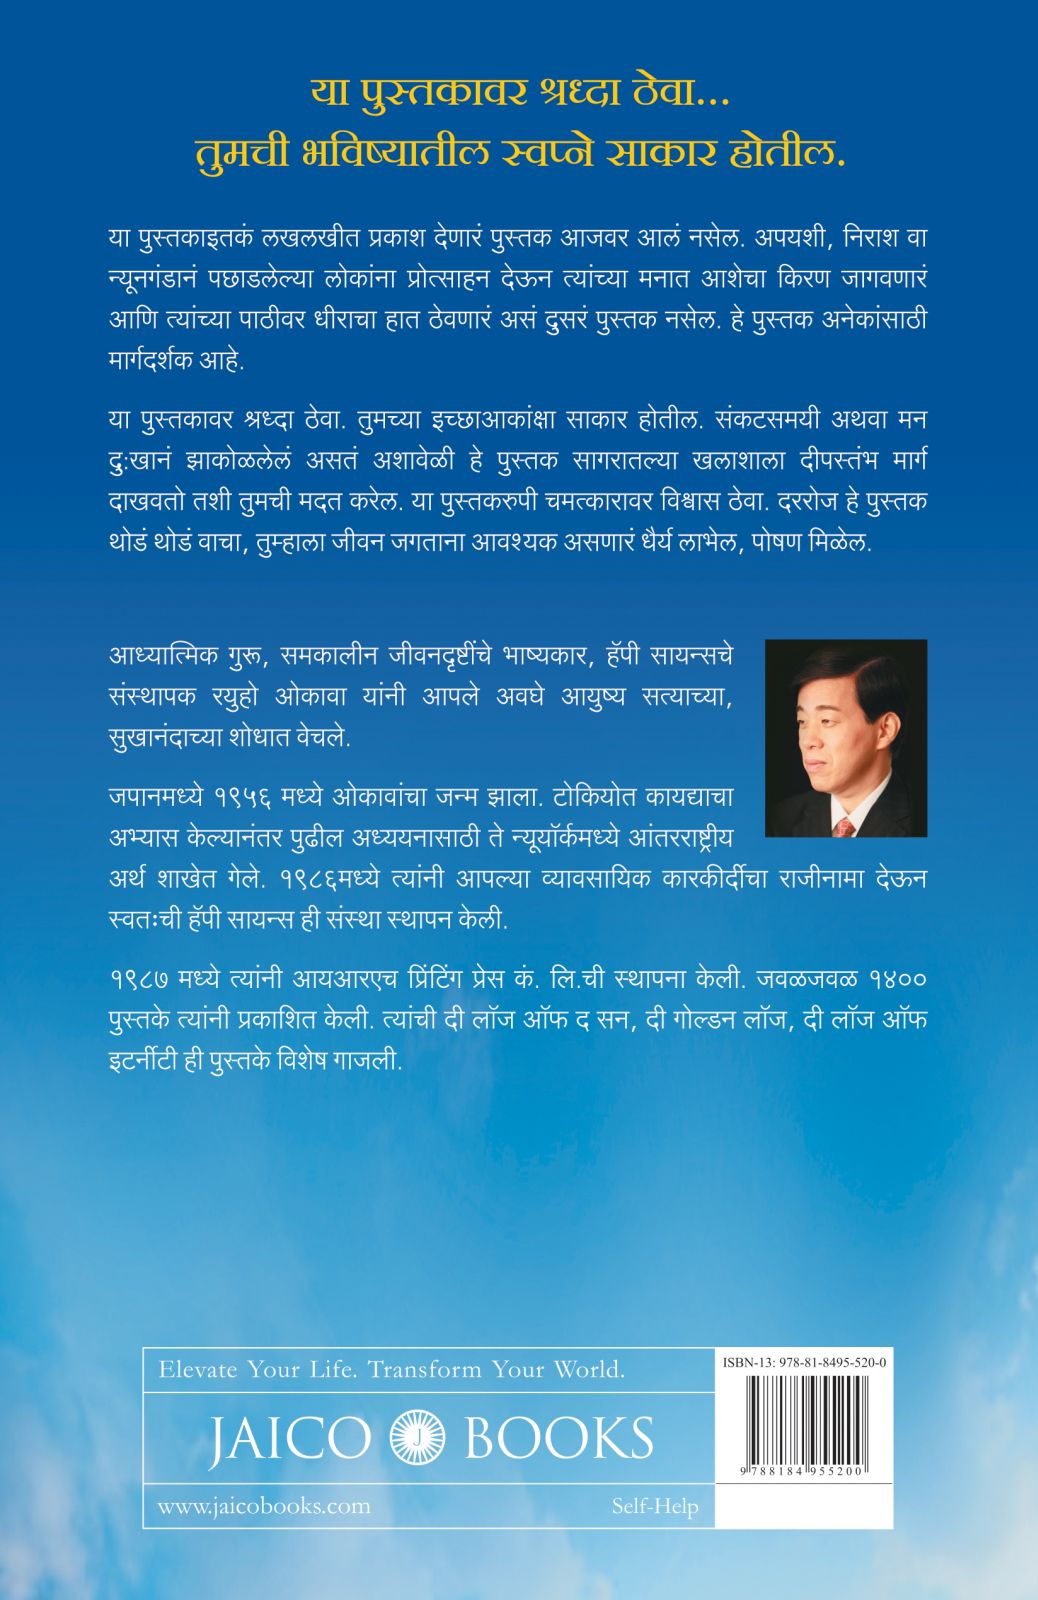 या पुस्तकावर श्रध्दा ठेवा...
तुमची भविष्यातील स्वप्ने साकार होतील.
या पुस्तकाइतकं लखलखीत प्रकाश देणारं पुस्तक आजवर आलं नसेल. अपयशी, निराश वा
न्यूनगंडानं पछाडलेल्या लोकांना प्रोत्साहन देऊन त्यांच्या मनात आशेचा किरण जागवणारं
आणि त्यांच्या पाठीवर धीराचा हात ठेवणारं असं दुसरं पुस्तक नसेल. हे पुस्तक अनेकांसाठी
मार्गदर्शक आहे.
या पुस्तकावर श्रध्दा ठेवा. तुमच्या इच्छाआकांक्षा साकार होतील. संकटसमयी अथवा मन
दुःखानं झाकोळलेलं असतं अशावेळी हे पुस्तक सागरातल्या खलाशाला दीपस्तंभ मार्ग
दाखवतो तशी तुमची मदत करेल. या पुस्तकरुपी चमत्कारावर विश्वास ठेवा. दररोज हे पुस्तक
थोडं थोडं वाचा, तुम्हाला जीवन जगताना आवश्यक असणारं धैर्य लाभेल, पोषण मिळेल.
आध्यात्मिक गुरू, समकालीन जीवनदृष्टींचे भाष्यकार, हॅपी सायन्सचे
संस्थापक रयुहो ओकावा यांनी आपले अवघे आयुष्य सत्याच्या,
सुखानंदाच्या शोधात वेचले.
जपानमध्ये १९५६ मध्ये ओकावांचा जन्म झाला. टोकियोत कायद्याचा
अभ्यास केल्यानंतर पुढील अध्ययनासाठी ते न्यूयॉर्कमध्ये आंतरराष्ट्रीय
अर्थ शाखेत गेले. १९८६मध्ये त्यांनी आपल्या व्यावसायिक कारकीर्दीचा राजीनामा देऊन
स्वतःची हॅपी सायन्स ही संस्था स्थापन केली.
१९८७ मध्ये त्यांनी आयआरएच प्रिंटिंग प्रेस कं. लि.ची स्थापना केली. जवळजवळ १४००
पुस्तके त्यांनी प्रकाशित केली. त्यांची दी लॉज ऑफ द सन, दी गोल्डन लॉज, दी लॉज ऑफ
इटर्नीटी ही पुस्तके विशेष गाजली.
Elevate Your Life. Transform Your World.
ISBN-13: 978-81-8495-520-0
JAICO J BOOKS
9 788184 955200
www.jaicobooks.com
Self-Help